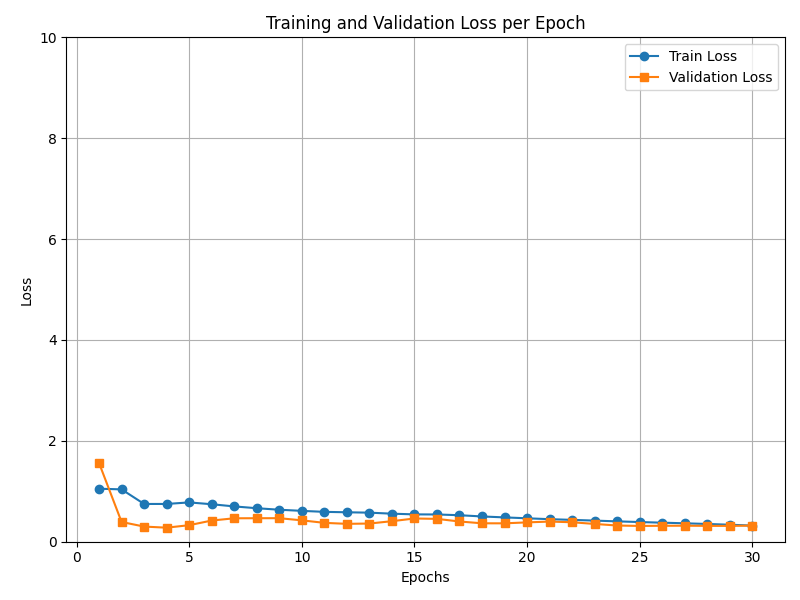 Training and Validation Loss per Epoch
Train Loss
Validation Loss
10
8
6
4
2
0
Loss
0 5 10 15 20 25 30
Epochs